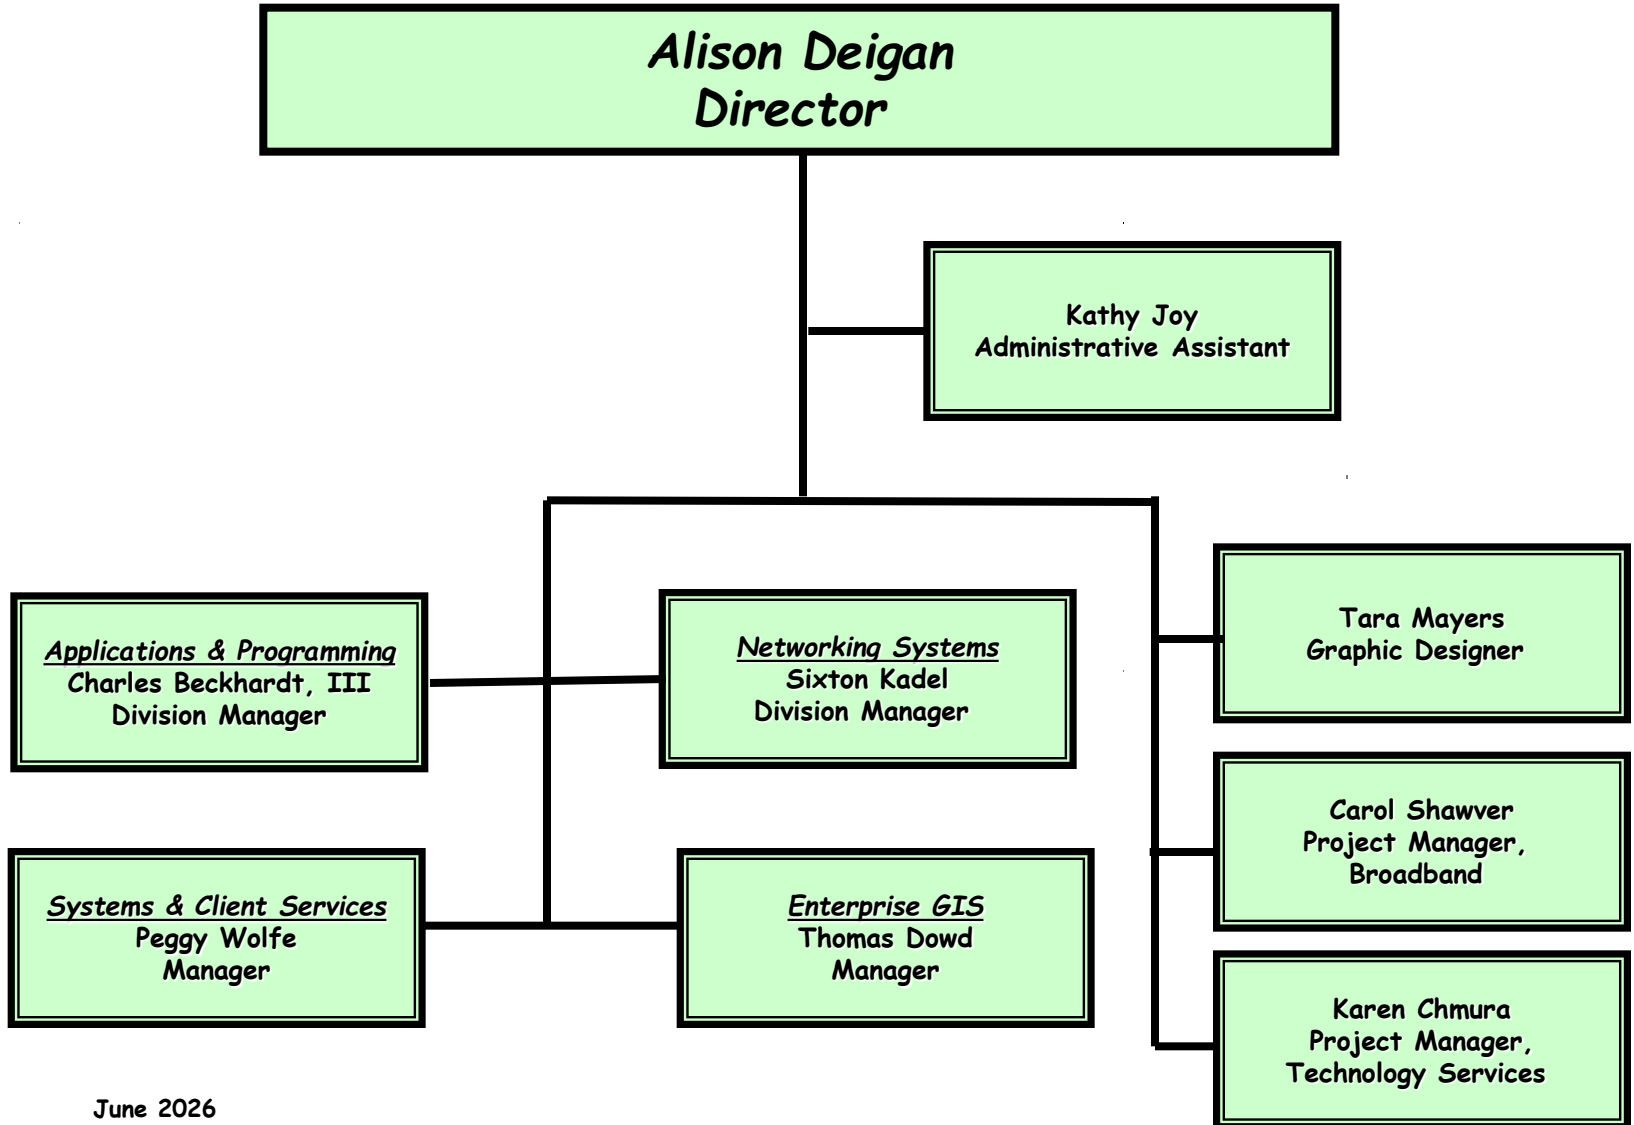 Alison Deigan
Director
Kathy Joy
Administrative Assistant
Applications & Programming
Charles Beckhardt, III
Division Manager
Networking Systems
Sixton Kadel
Division Manager
Tara Mayers
Graphic Designer
Carol Shawver
Project Manager,
Broadband
Systems & Client Services
Peggy Wolfe
Manager
Enterprise GIS
Thomas Dowd
Manager
Karen Chmura
Project Manager,
Technology Services
June 2026